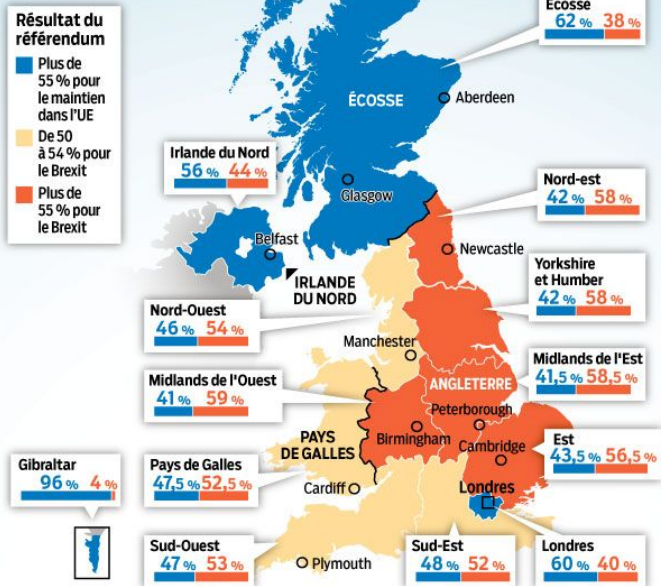 Résultat du
référendum
Plus de
55 % pour
le maintien
dans l'UE
De 50
à 54 % pour
le Brexit
Plus de
55 % pour
le Brexit
Écosse
62 % 38 %
ÉCOSSE
Aberdeen
Irlande du Nord
56 % 44 %
Glasgow
Nord-est
42 % 58 %
Belfast
Newcastle
IRLANDE
DU NORD
Yorkshire
et Humber
42 % 58 %
Nord-Ouest
46 % 54 %
Manchester
Midlands de l'Est
41,5 % 58,5 %
Midlands de l'Ouest
41 % 59 %
ANGLETERRE
Peterborough
Birmingham
PAYS
DE GALLES
Cambridge
Est
43,5 % 56,5 %
Gibraltar
96 % 4 %
Pays de Galles
47,5 % 52,5 %
Cardiff
Londres
Sud-Ouest
47 % 53 %
Plymouth
Sud-Est
48 % 52 %
Londres
60 % 40 %